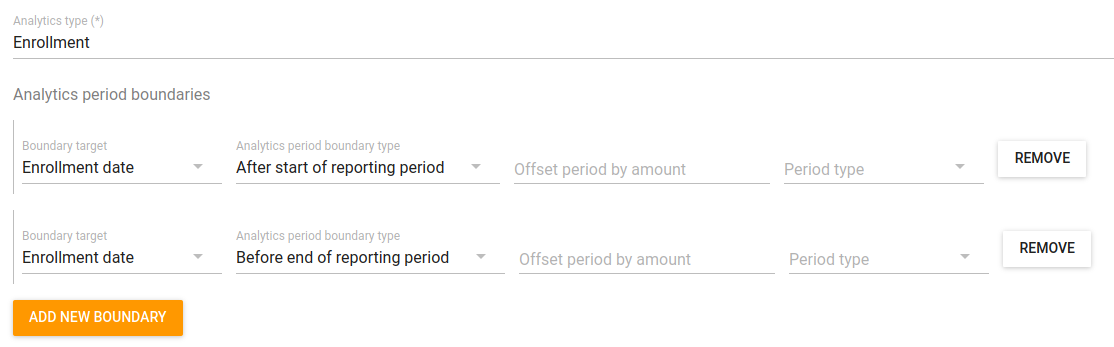 Analytics type (*)
Enrollment
Analytics period boundaries
Boundary target
Analytics period boundary type
Enrollment date
After start of reporting period
Offset period by amount
Period type
REMOVE
Boundary target
Analytics period boundary type
Enrollment date
Before end of reporting period
Offset period by amount
Period type
REMOVE
ADD NEW BOUNDARY